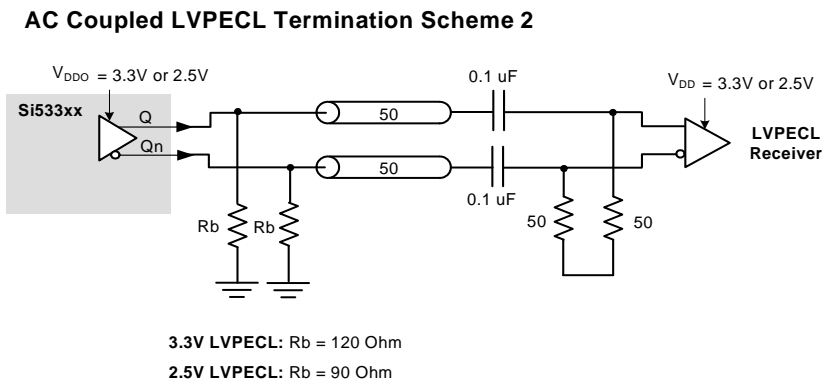 AC Coupled LVPECL Termination Scheme 2
V_DDO = 3.3V or 2.5V
0.1 uF
V_DD = 3.3V or 2.5V
Si533xx
Q
50
LVPECL
Receiver
Qn
50
0.1 uF
Rb
Rb
50
50
3.3V LVPECL: Rb = 120 Ohm
2.5V LVPECL: Rb = 90 Ohm